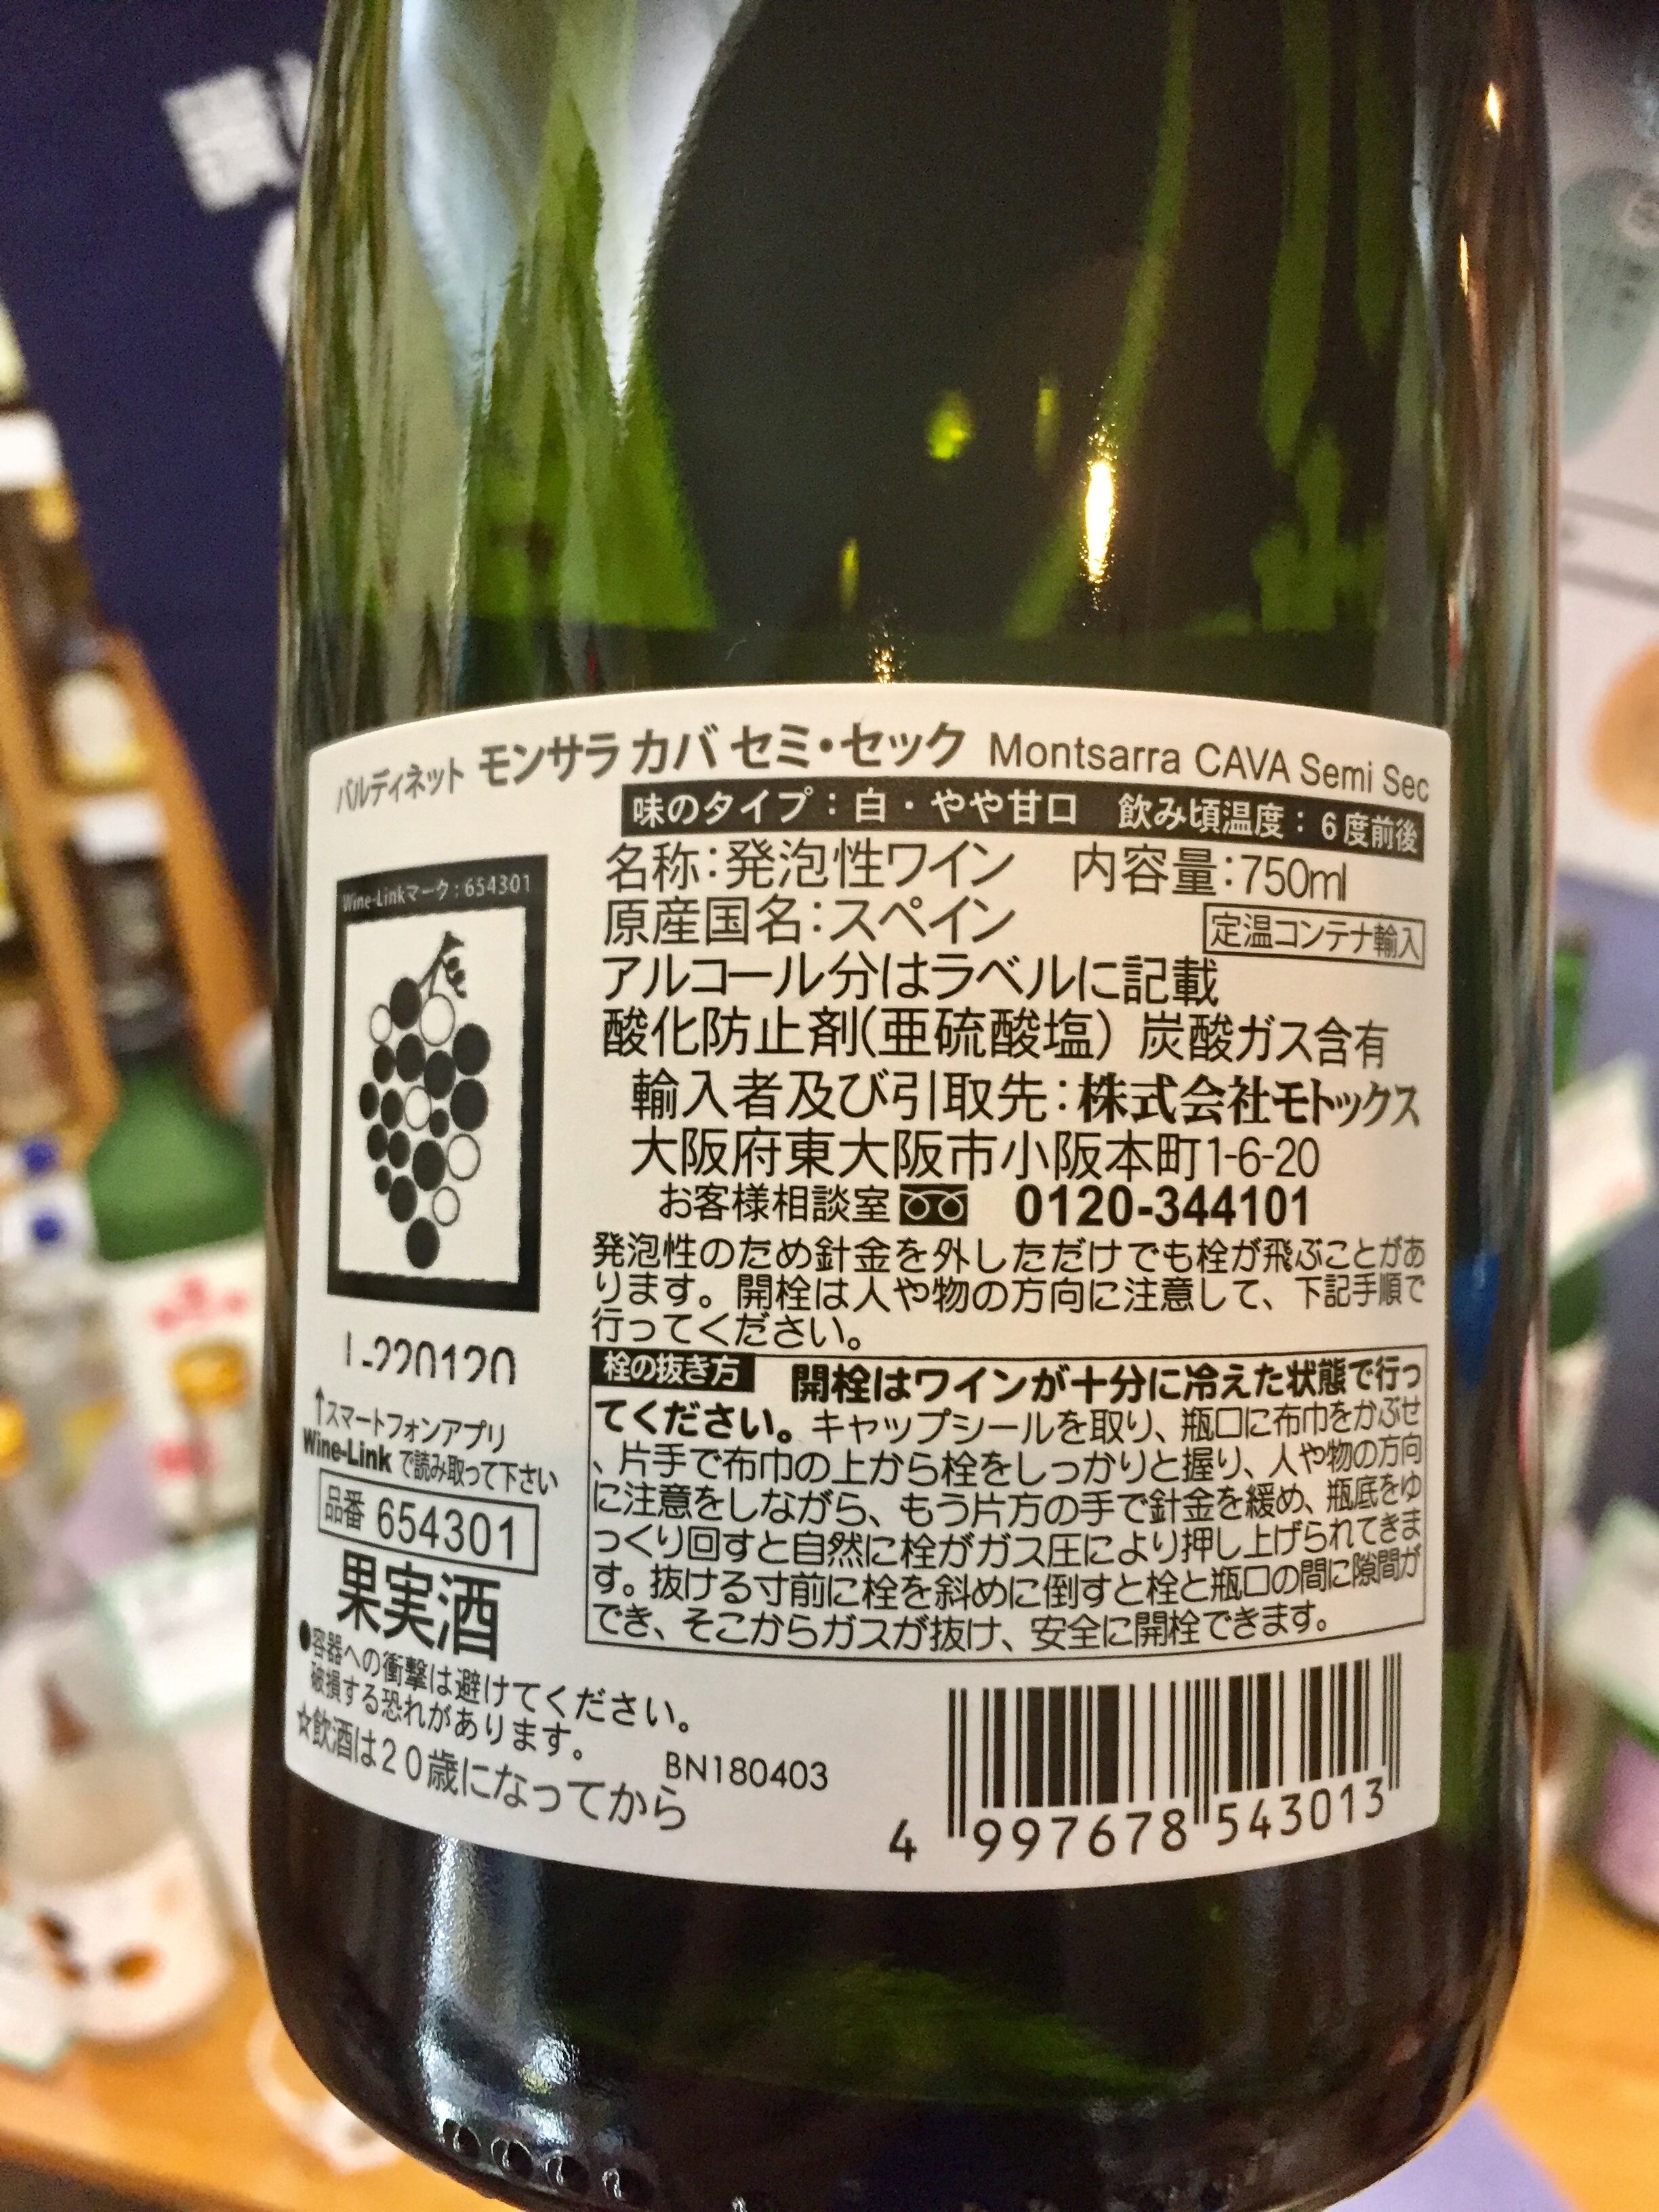 バルディネット モンサラ カバ セミ・セック Montsarra CAVA Semi Sec
味のタイプ：白・やや甘口 飲み頃温度：6度前後
名称：発泡性ワイン 内容量：750ml
原産国名：スペイン
定温コンテナ輸入
アルコール分はラベルに記載
酸化防止剤(亜硫酸塩) 炭酸ガス含有
輸入者及び引取先：株式会社モトックス
大阪府東大阪市小阪本町1-6-20
お客様相談室 0120-344101
発泡性のため針金を外しただけでも栓が飛ぶことがあ
ります。開栓は人や物の方向に注意して、下記手順で
行ってください。
栓の抜き方 開栓はワインが十分に冷えた状態で行っ
てください。キャップシールを取り、瓶口に布巾をかぶせ
、片手で布巾の上から栓をしっかりと握り、人や物の方向
に注意をしながら、もう片方の手で針金を緩め、瓶底をゆ
っくり回すと自然に栓がガス圧により押し上げられてきま
す。抜ける寸前に栓を斜めに倒すと栓と瓶口の間に隙間が
でき、そこからガスが抜け、安全に開栓できます。
Wine-Linkマーク：654301
信
L-220120
↑スマートフォンアプリ
Wine-Link で読み取って下さい
品番 654301
果実酒
●容器への衝撃は避けてください。
破損する恐れがあります。
☆飲酒は20歳になってから
BN180403
4 997678 543013